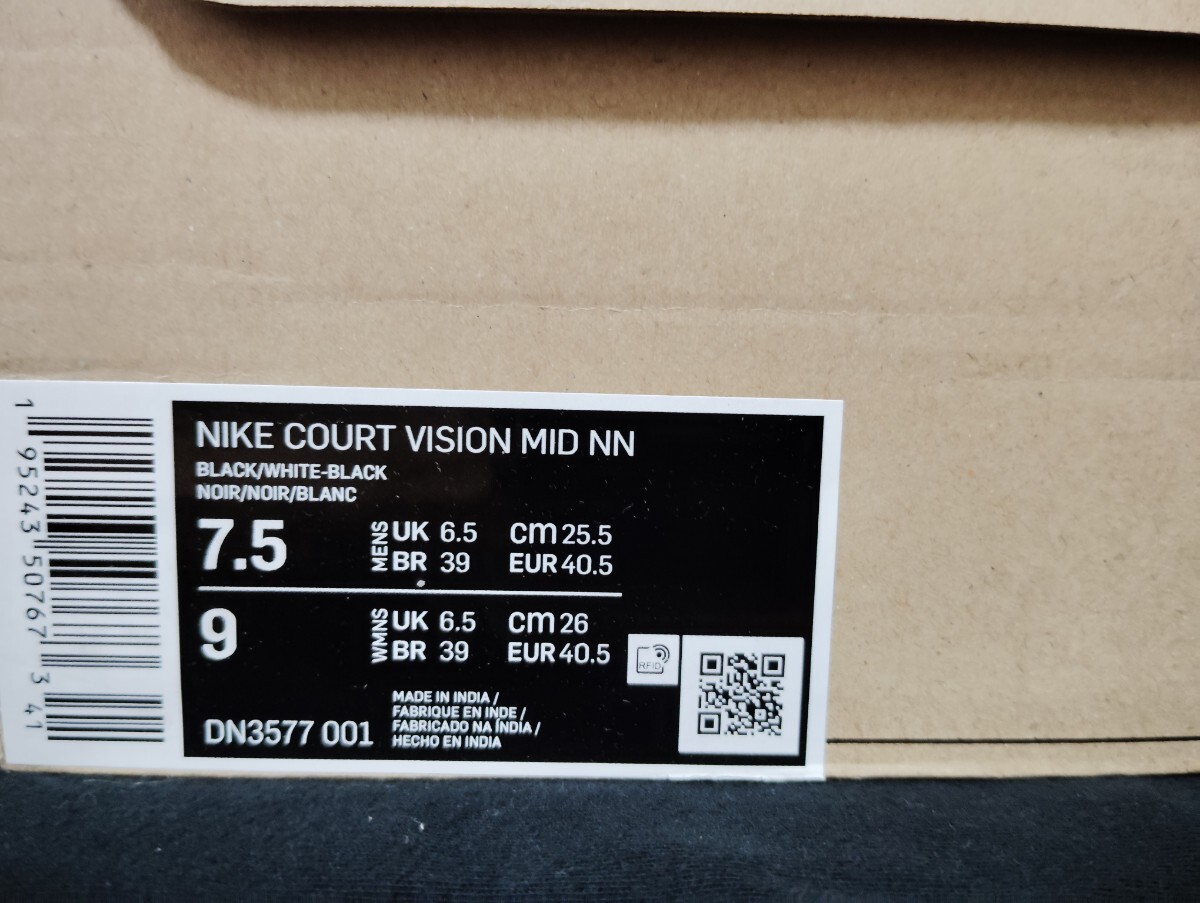 NIKE COURT VISION MID NN
BLACK/WHITE-BLACK
NOIR/NOIR/BLANC
7.5 MENS UK 6.5 cm 25.5
BR 39 EUR 40.5
9 WMNS UK 6.5 cm 26
BR 39 EUR 40.5
RFID
DN3577 001
MADE IN INDIA /
FABRIQUE EN INDE /
FABRICADO NA ÍNDIA /
HECHO EN INDIA
1 95243 50767 3 41